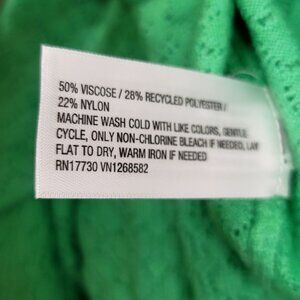 50% VISCOSE / 28% RECYCLED POLYESTER /
22% NYLON
MACHINE WASH COLD WITH LIKE COLORS, GENTLE
CYCLE, ONLY NON-CHLORINE BLEACH IF NEEDED, LAY
FLAT TO DRY, WARM IRON IF NEEDED
RN17730 VN1268582